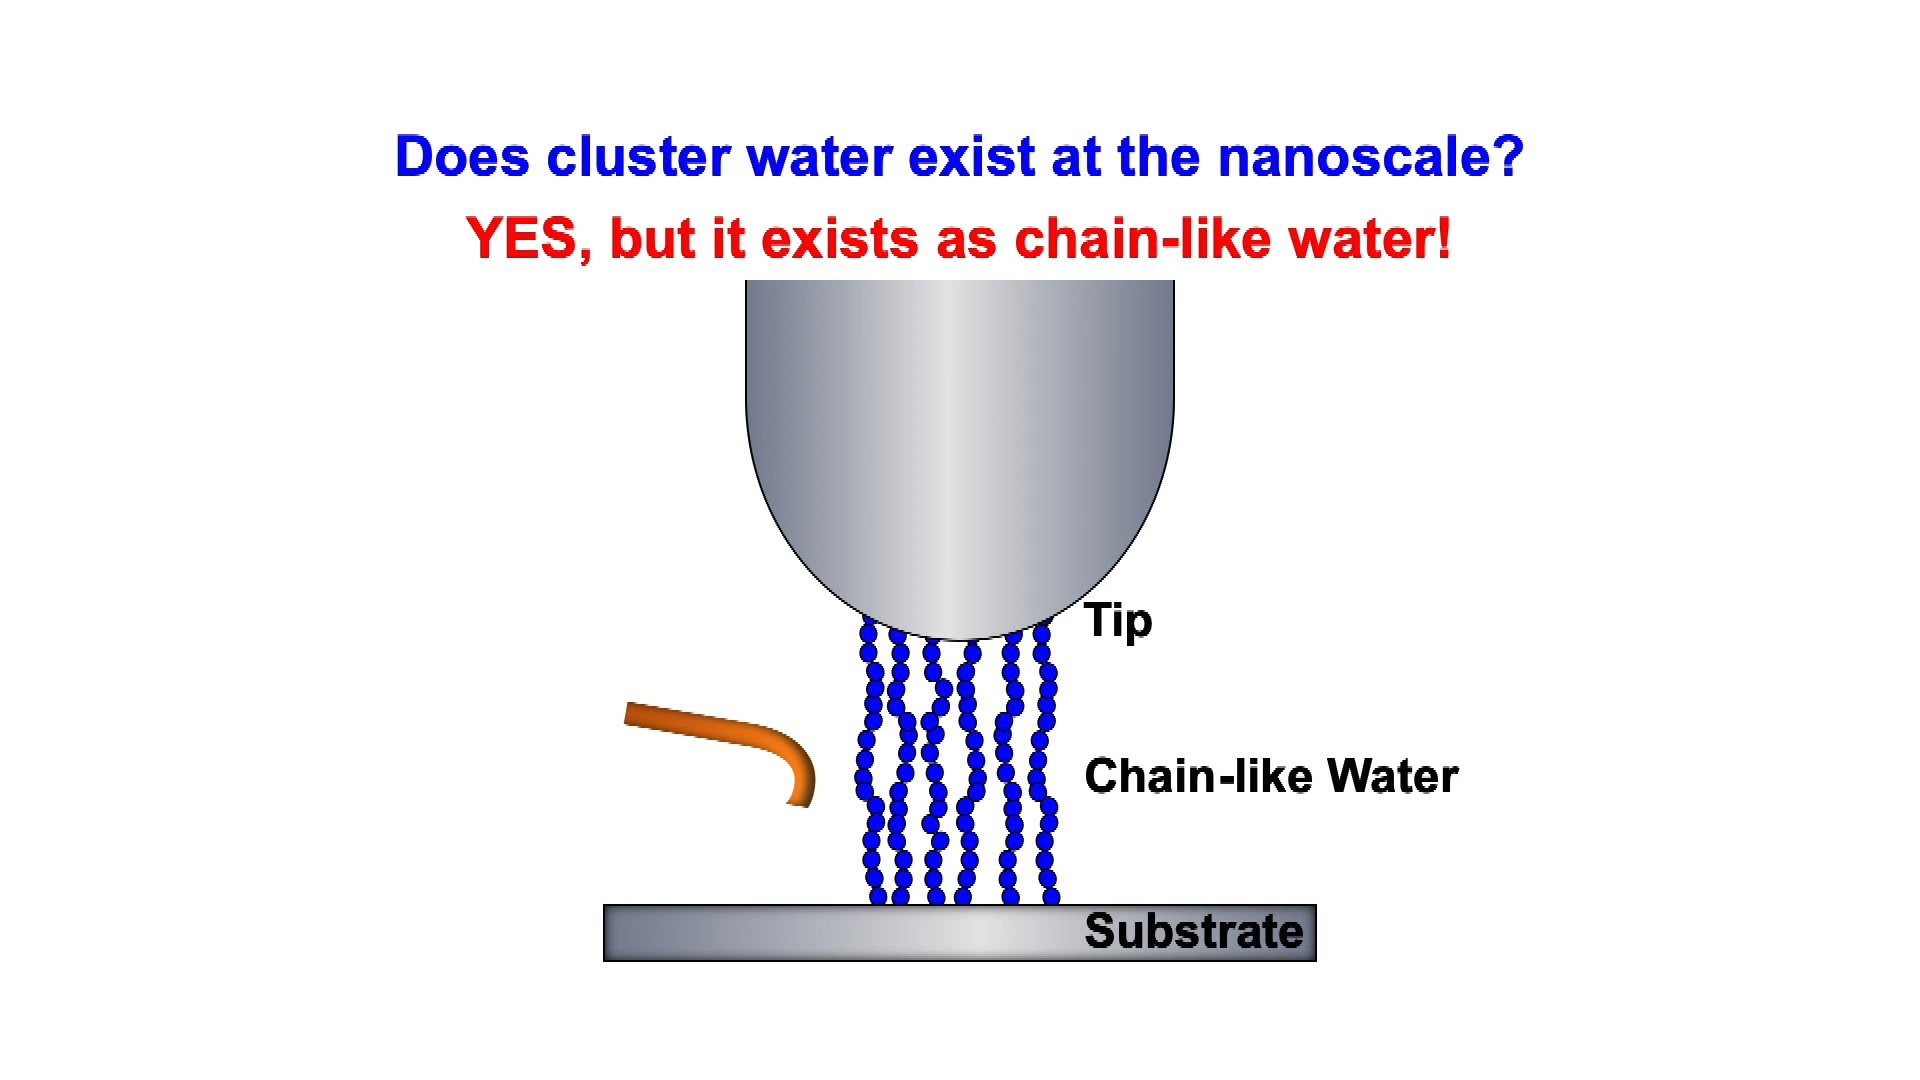 Does cluster water exist at the nanoscale?
YES, but it exists as chain-like water!
Tip
Chain-like Water
Substrate